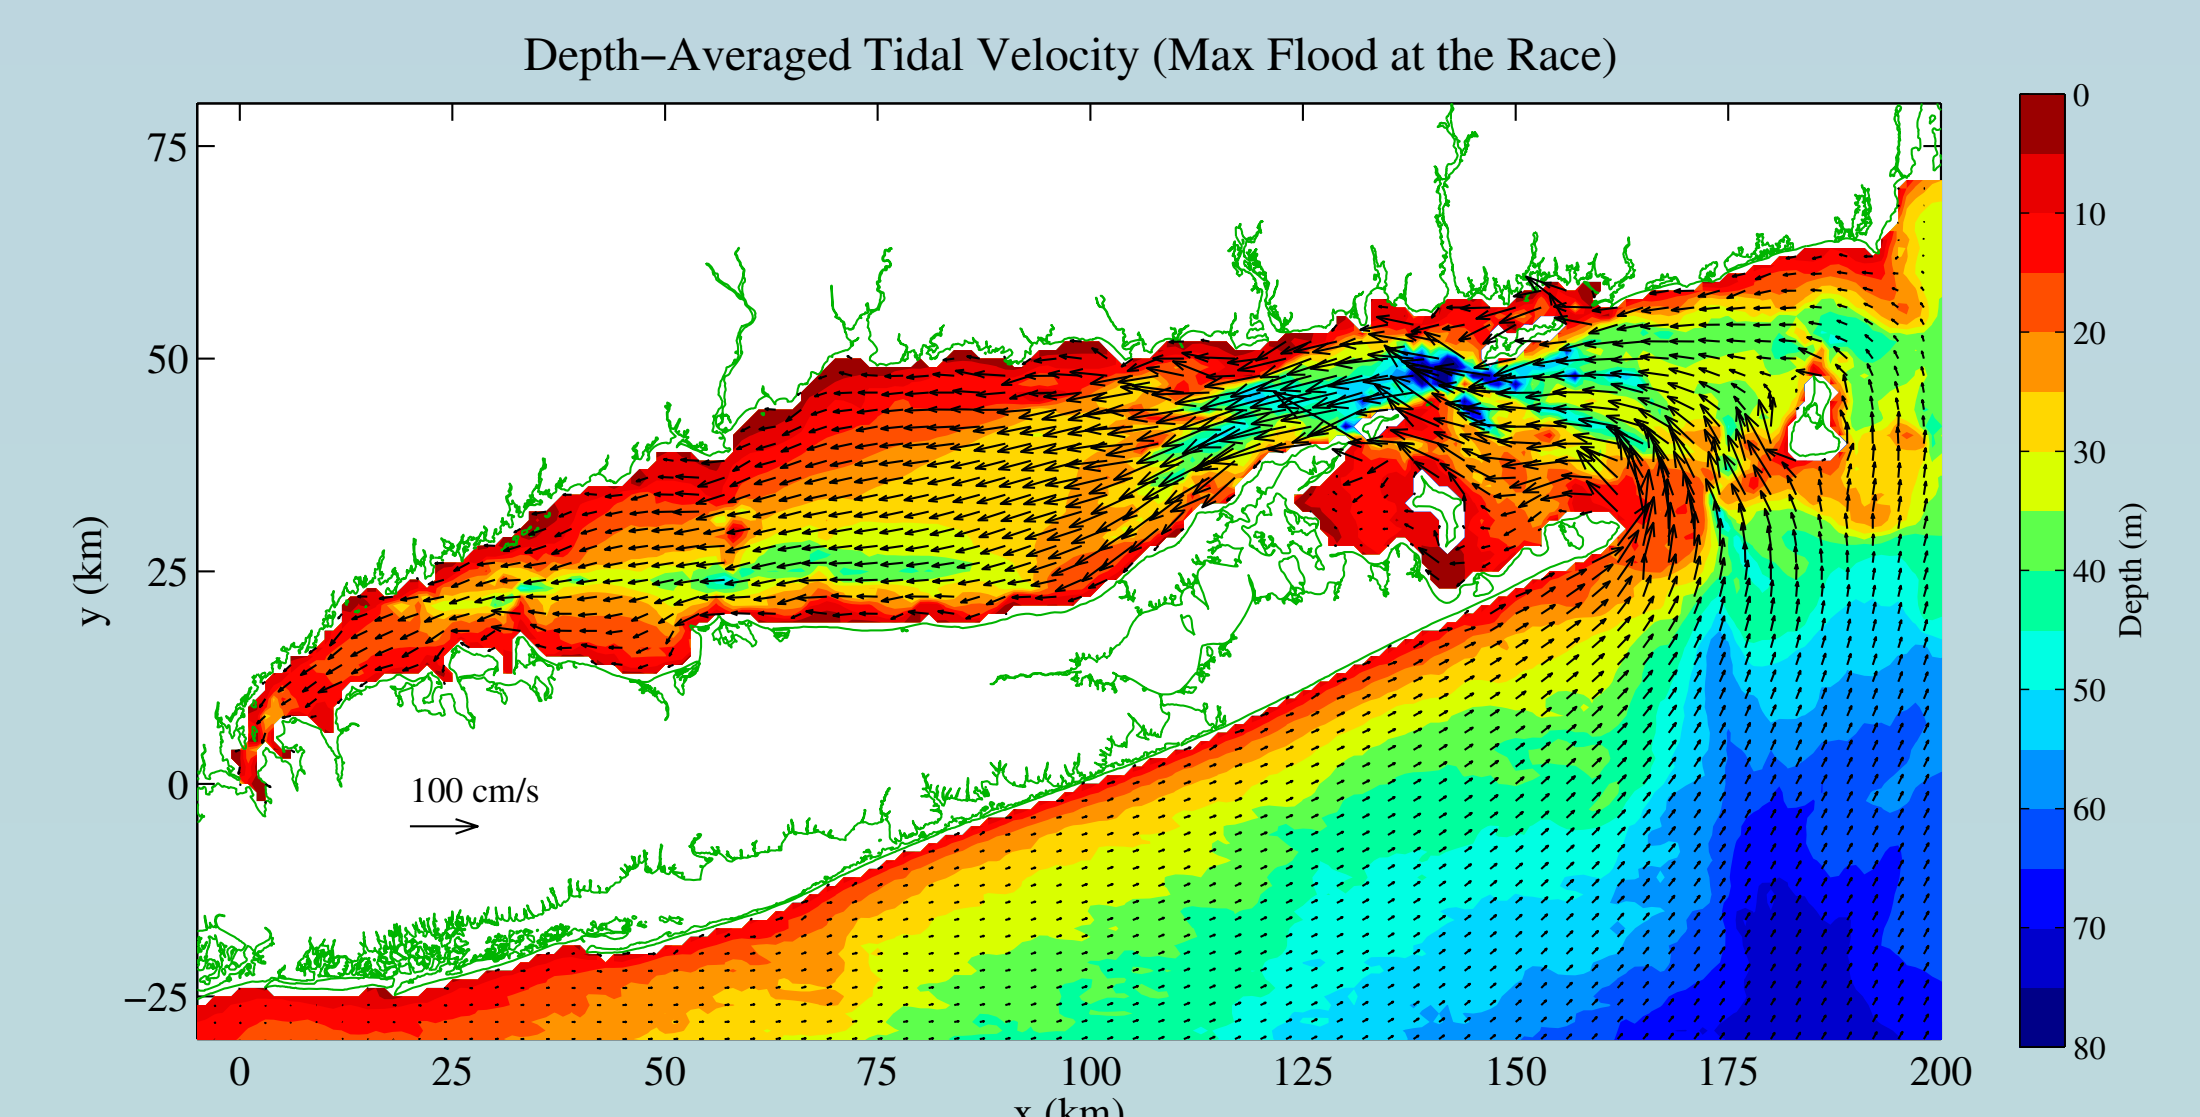 Depth−Averaged Tidal Velocity (Max Flood at the Race)
75
50
25
0
−25
y (km)
100 cm/s
0 25 50 75 100 125 150 175 200
x (km)
0
10
20
30
40
50
60
70
80
Depth (m)